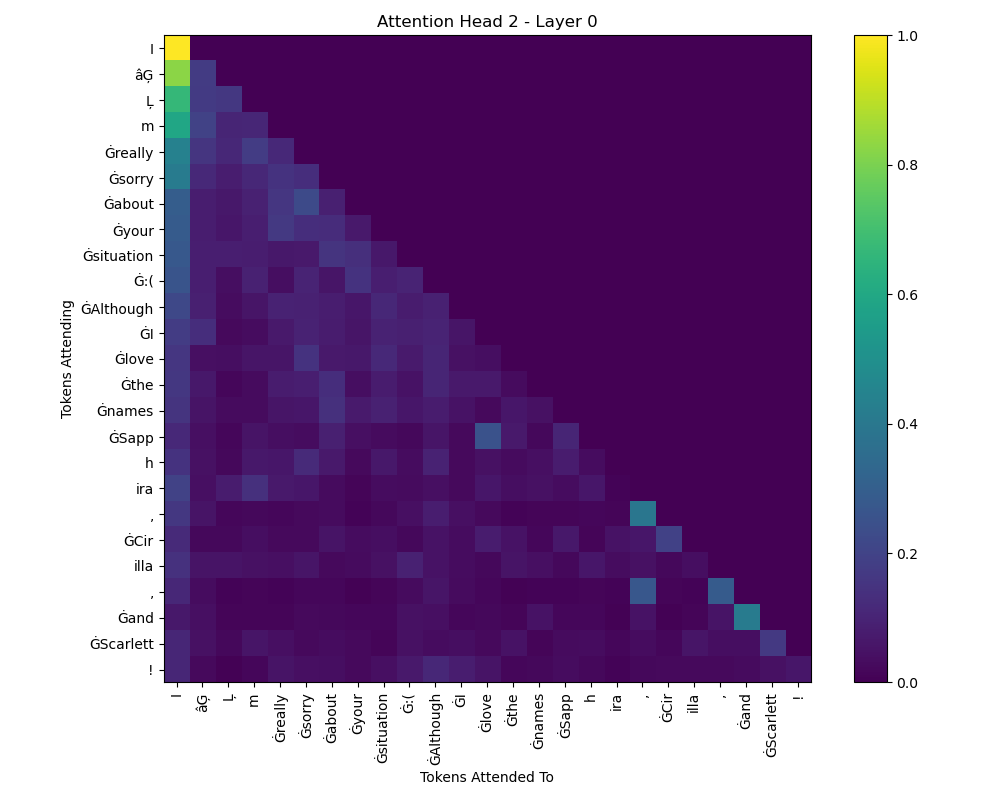 Attention Head 2 - Layer 0
Tokens Attending
I
âĢ
Ļ
m
Ġreally
Ġsorry
Ġabout
Ġyour
Ġsituation
Ġ:(
ĠAlthough
ĠI
Ġlove
Ġthe
Ġnames
ĠSapp
h
ira
,
ĠCir
illa
,
Ġand
ĠScarlett
!
I âĢ Ļ m Ġreally Ġsorry Ġabout Ġyour Ġsituation Ġ:( ĠAlthough ĠI Ġlove Ġthe Ġnames ĠSapp h ira , ĠCir illa , Ġand ĠScarlett !
Tokens Attended To
1.0
0.8
0.6
0.4
0.2
0.0